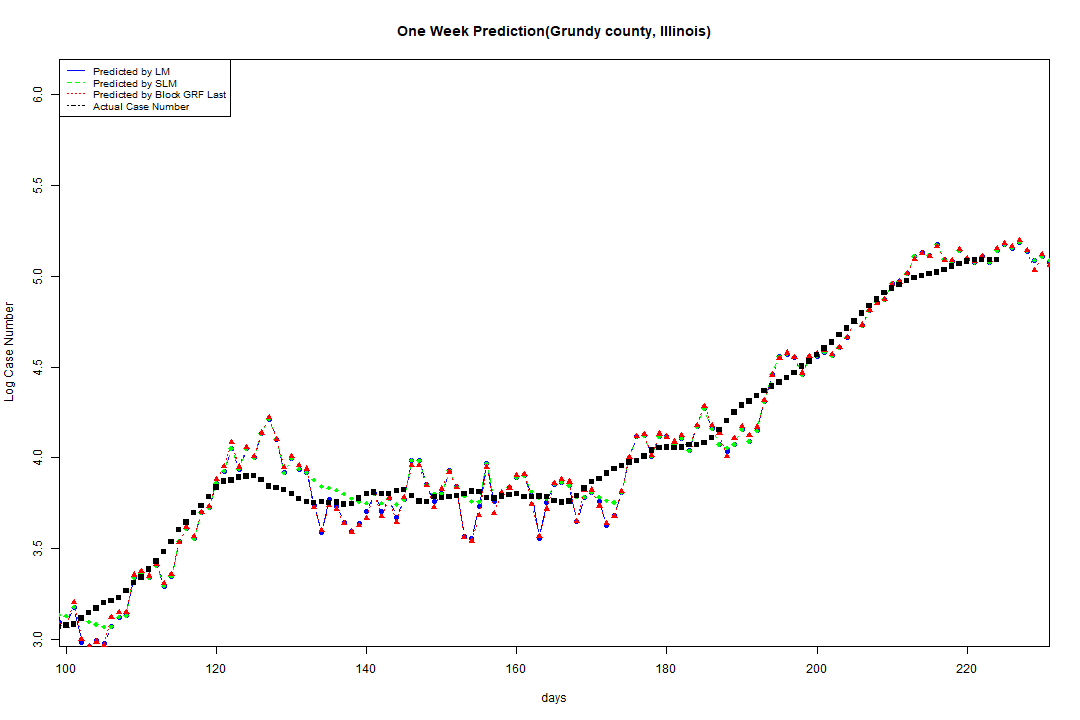 One Week Prediction(Grundy county, Illinois)
Predicted by LM
Predicted by SLM
Predicted by Block GRF Last
Actual Case Number
6.0
5.5
5.0
4.5
4.0
3.5
3.0
Log Case Number
100 120 140 160 180 200 220
days